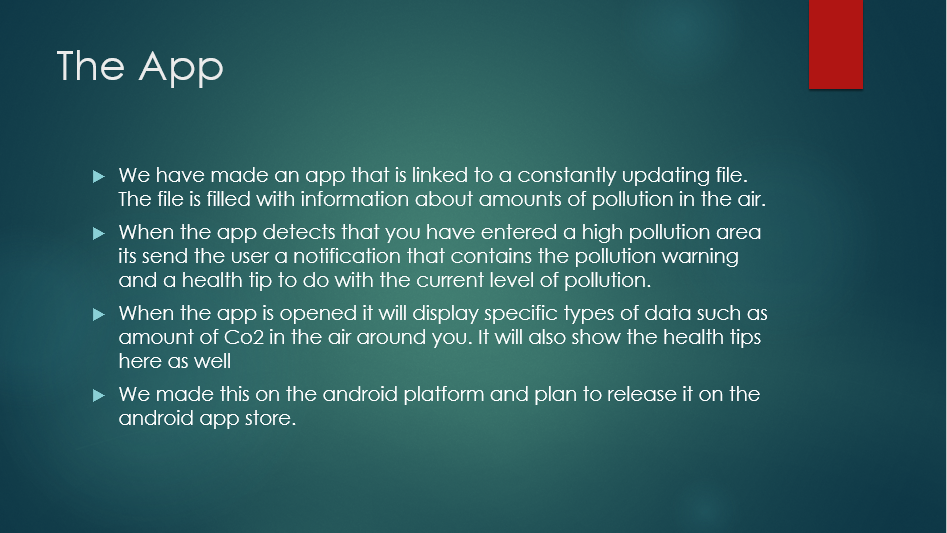 The App
We have made an app that is linked to a constantly updating file.
The file is filled with information about amounts of pollution in the air.
When the app detects that you have entered a high pollution area
its send the user a notification that contains the pollution warning
and a health tip to do with the current level of pollution.
When the app is opened it will display specific types of data such as
amount of Co2 in the air around you. It will also show the health tips
here as well
We made this on the android platform and plan to release it on the
android app store.